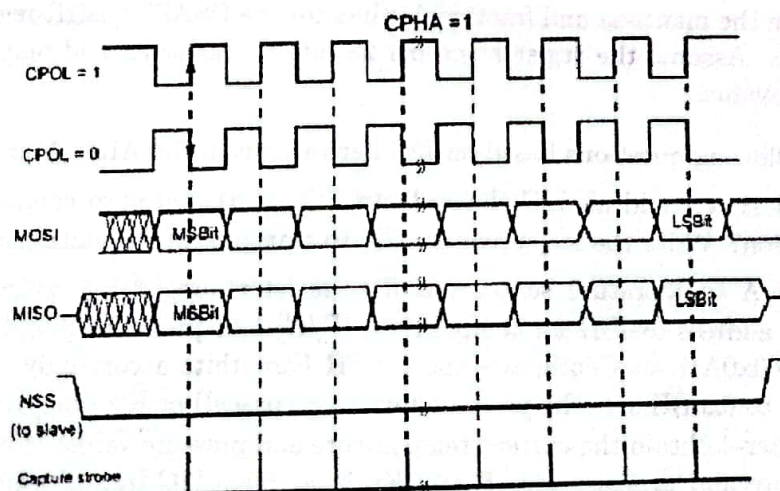 CPHA =1
CPOL = 1
CPOL = 0
MOSI
MSBit
LSBit
MISO
MSBit
LSBit
NSS
(to slave)
Capture strobe